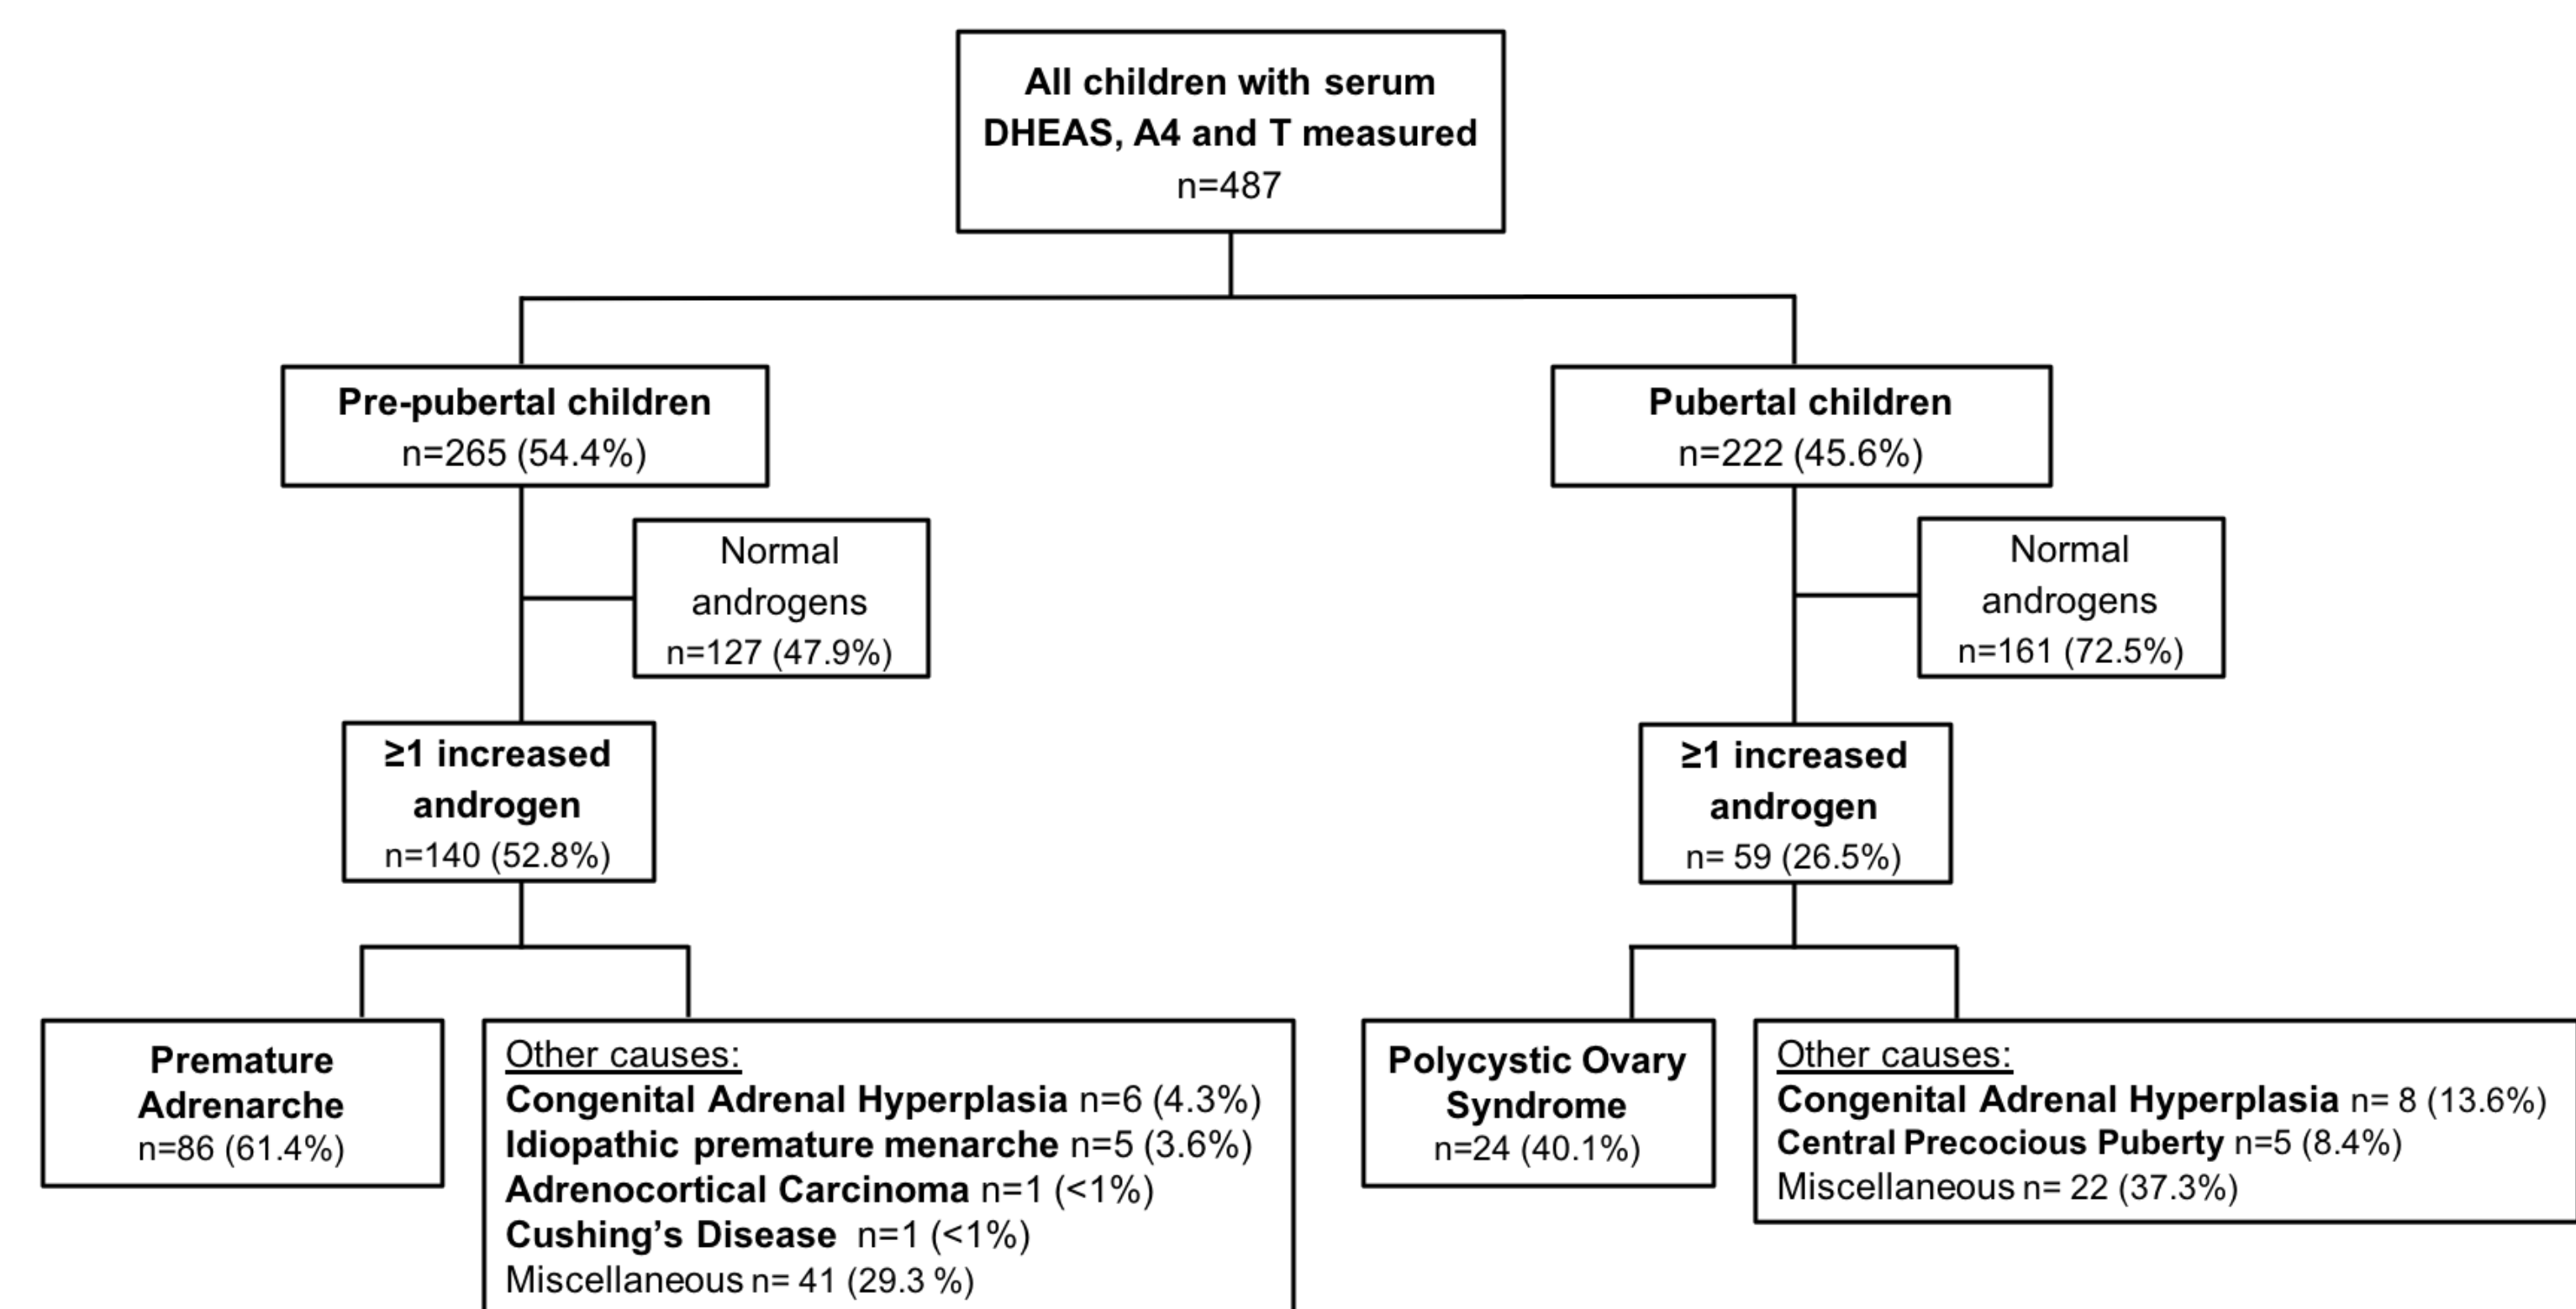 All children with serum
DHEAS, A4 and T measured
n=487
Pre-pubertal children
n=265 (54.4%)
Pubertal children
n=222 (45.6%)
Normal
androgens
n=127 (47.9%)
Normal
androgens
n=161 (72.5%)
≥1 increased
androgen
n=140 (52.8%)
≥1 increased
androgen
n= 59 (26.5%)
Premature
Adrenarche
n=86 (61.4%)
Other causes:
Congenital Adrenal Hyperplasia n=6 (4.3%)
Idiopathic premature menarche n=5 (3.6%)
Adrenocortical Carcinoma n=1 (<1%)
Cushing’s Disease  n=1 (<1%)
Miscellaneous n= 41 (29.3 %)
Polycystic Ovary
Syndrome
n=24 (40.1%)
Other causes:
Congenital Adrenal Hyperplasia n= 8 (13.6%)
Central Precocious Puberty n=5 (8.4%)
Miscellaneous n= 22 (37.3%)